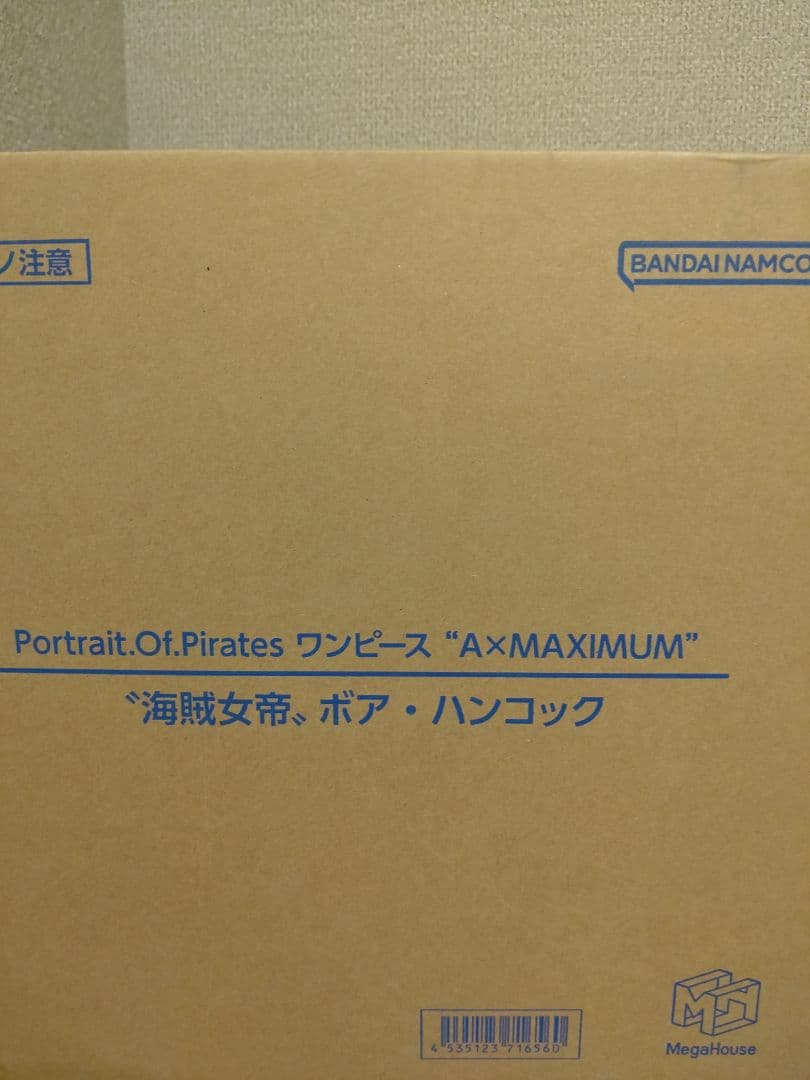 ノ注意
BANDAI NAMCO
Portrait.Of.Pirates ワンピース “A×MAXIMUM”
〝海賊女帝〟ボア・ハンコック
4 535123 716560
MegaHouse